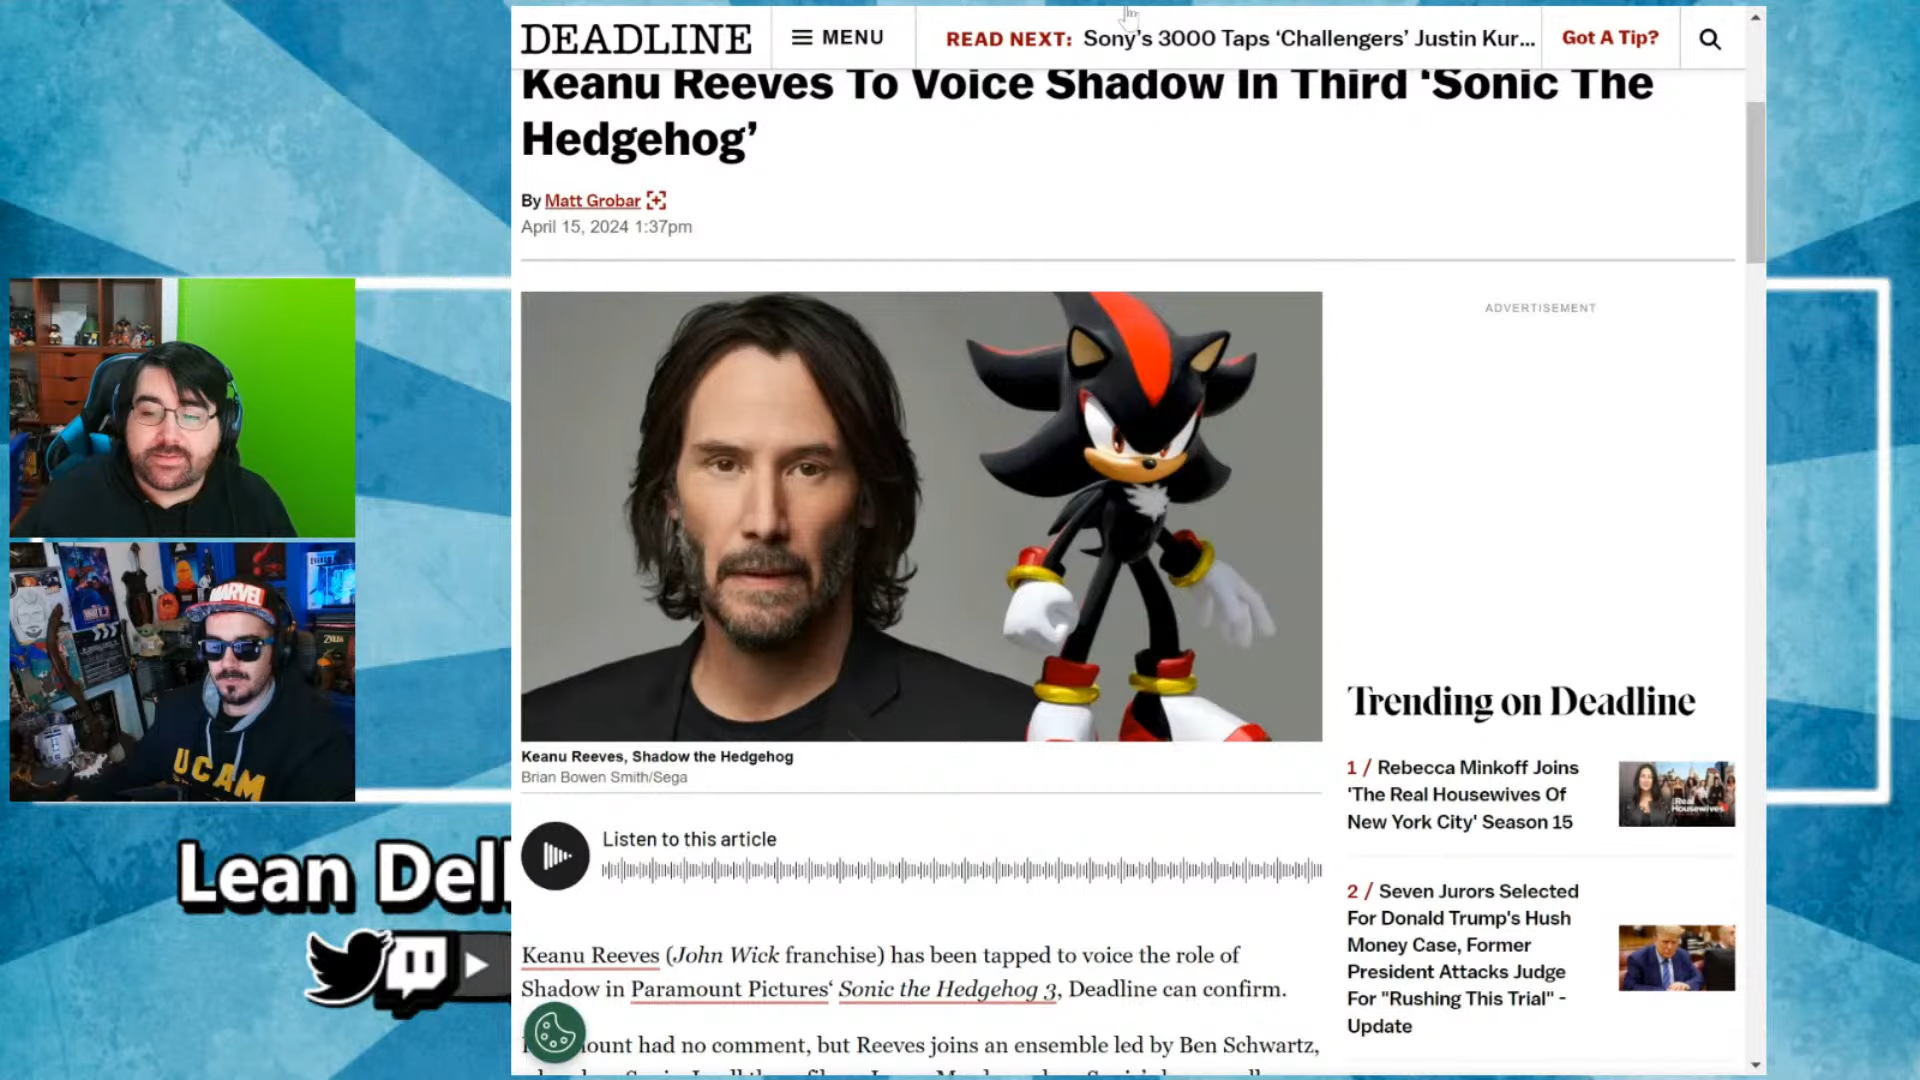 DEADLINE
MENU
READ NEXT: Sony's 3000 Taps ‘Challengers’ Justin Kur...
Got A Tip?
Keanu Reeves To Voice Shadow In Third ‘Sonic The
Hedgehog’
By Matt Grobar
April 15, 2024 1:37pm
ADVERTISEMENT
MARVEL
ZELDA
UCAM
Keanu Reeves, Shadow the Hedgehog
Brian Bowen Smith/Sega
Listen to this article
Keanu Reeves (John Wick franchise) has been tapped to voice the role of
Shadow in Paramount Pictures‘ Sonic the Hedgehog 3, Deadline can confirm.
had no comment, but Reeves joins an ensemble led by Ben Schwartz,
Trending on Deadline
1 / Rebecca Minkoff Joins
'The Real Housewives Of
New York City' Season 15
2 / Seven Jurors Selected
For Donald Trump's Hush
Money Case, Former
President Attacks Judge
For "Rushing This Trial" -
Update
Lean Dell